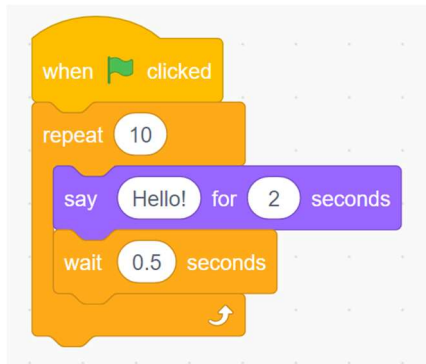 when clicked
repeat 10
say Hello! for 2 seconds
wait 0.5 seconds